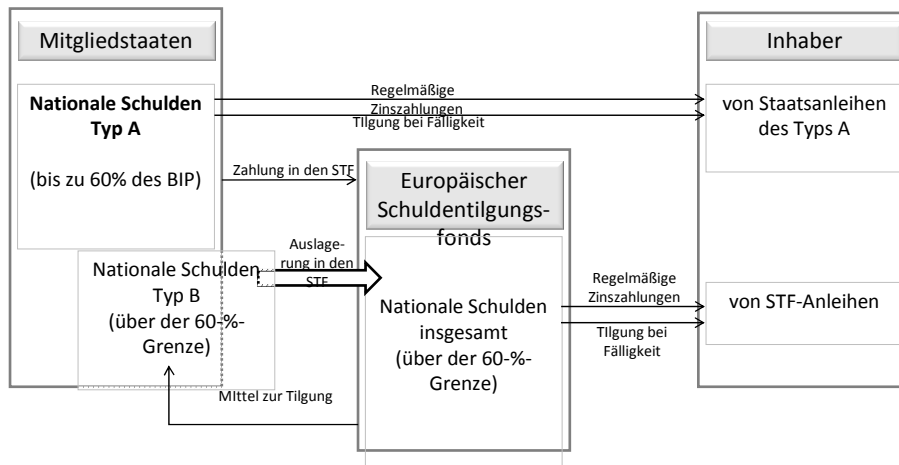 Mitgliedstaaten
Inhaber
Nationale Schulden
Typ A
(bis zu 60% des BIP)
Regelmäßige
Zinszahlungen
TIlgung bei Fälligkeit
von Staatsanleihen
des Typs A
Zahlung in den STF
Europäischer
Schuldentilgungs-
fonds
Nationale Schulden
Typ B
(über der 60-%-
Grenze)
Auslage-
rung in den
STF
Nationale Schulden
insgesamt
(über der 60-%-
Grenze)
Regelmäßige
Zinszahlungen
TIlgung bei
Fälligkeit
von STF-Anleihen
MIttel zur Tilgung